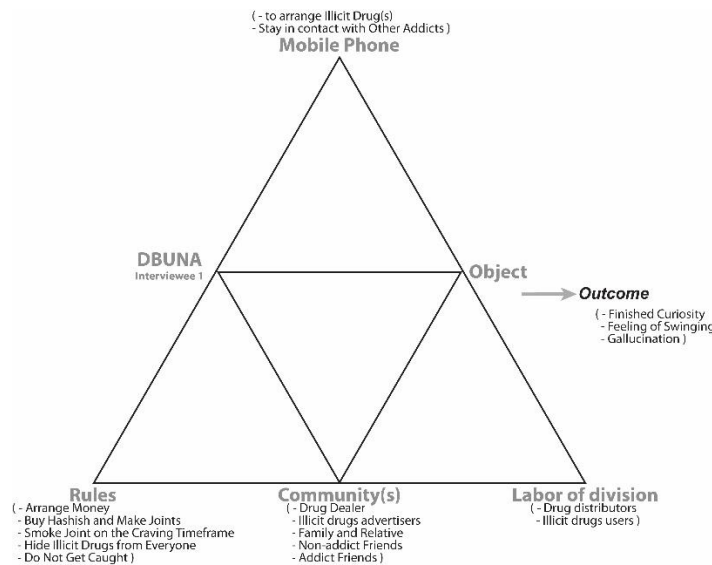 ( - to arrange Illicit Drug(s)
- Stay in contact with Other Addicts )
Mobile Phone
DBUNA
Interviewee 1
Object
Outcome
( - Finished Curiosity
- Feeling of Swinging
- Gallucination )
Rules
( - Arrange Money
- Buy Hashish and Make Joints
- Smoke Joint on the Craving Timeframe
- Hide Illicit Drugs from Everyone
- Do Not Get Caught )
Community(s)
( - Drug Dealer
- Illicit drugs advertisers
- Family and Relative
- Non-addict Friends
- Addict Friends )
Labor of division
( - Drug distributors
- Illicit drugs users )